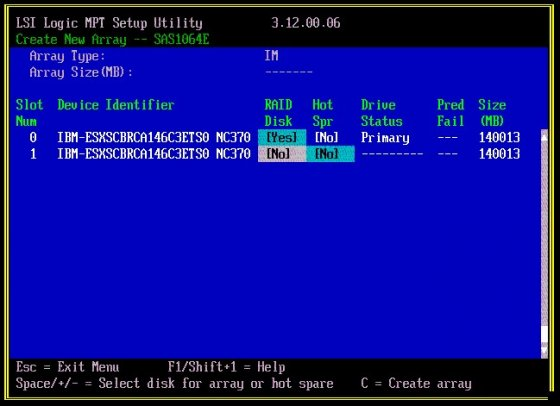 LSI Logic MPT Setup Utility 3.12.00.06
Create New Array -- SAS1064E
Array Type: IM
Array Size(MB): -------
Slot Device Identifier RAID Hot Drive Pred Size
Num Disk Spr Status Fail (MB)
0 IBM-ESXSCBRCA146C3ETS0 NC370 [Yes] [No] Primary --- 140013
1 IBM-ESXSCBRCA146C3ETS0 NC370 [No] [No] --------- --- 140013
Esc = Exit Menu F1/Shift+1 = Help
Space/+/- = Select disk for array or hot spare C = Create array